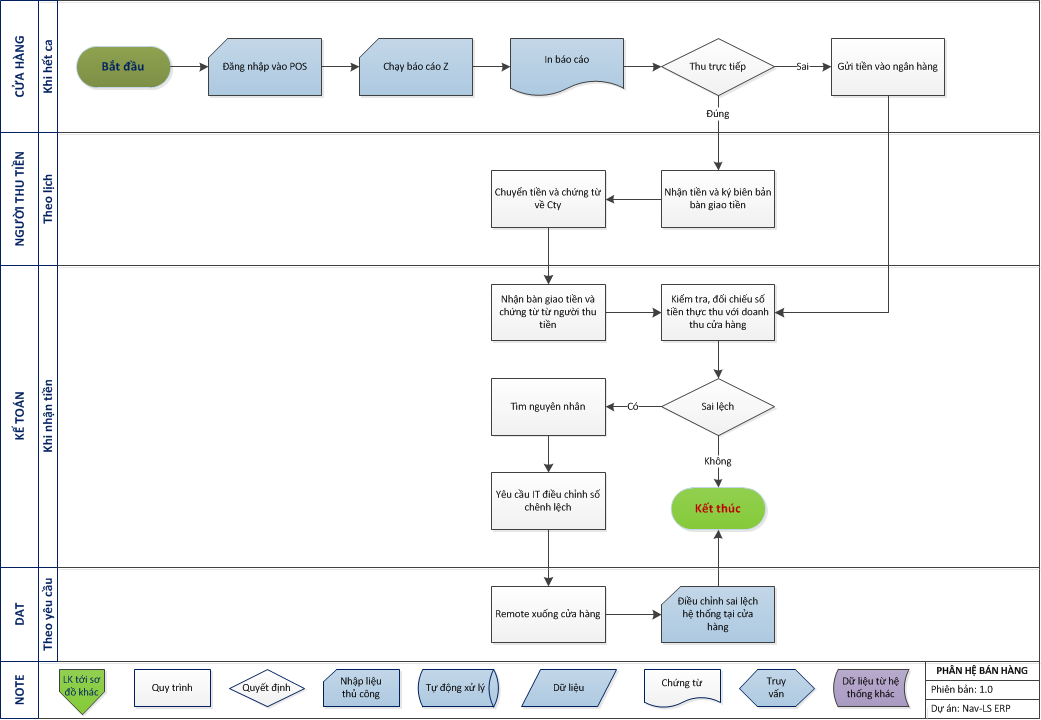 CỬA HÀNG
Khi hết ca
Bắt đầu
Đăng nhập vào POS
Chạy báo cáo Z
In báo cáo
Thu trực tiếp
Sai
Gửi tiền vào ngân hàng
Đúng
NGƯỜI THU TIỀN
Theo lịch
Chuyển tiền và chứng từ
về Cty
Nhận tiền và ký biên bản
bàn giao tiền
KẾ TOÁN
Khi nhận tiền
Nhận bàn giao tiền và
chứng từ từ người thu
tiền
Kiểm tra, đối chiếu số
tiền thực thu với doanh
thu cửa hàng
Tìm nguyên nhân
Có
Sai lệch
Không
Yêu cầu IT điều chỉnh số
chênh lệch
Kết thúc
DAT
Theo yêu cầu
Remote xuống cửa hàng
Điều chỉnh sai lệch
hệ thống tại cửa
hàng
NOTE
LK tới sơ
đồ khác
Quy trình
Quyết định
Nhập liệu
thủ công
Tự động xử lý
Dữ liệu
Chứng từ
Truy
vấn
Dữ liệu từ hệ
thống khác
PHÂN HỆ BÁN HÀNG
Phiên bản: 1.0
Dự án: Nav-LS ERP